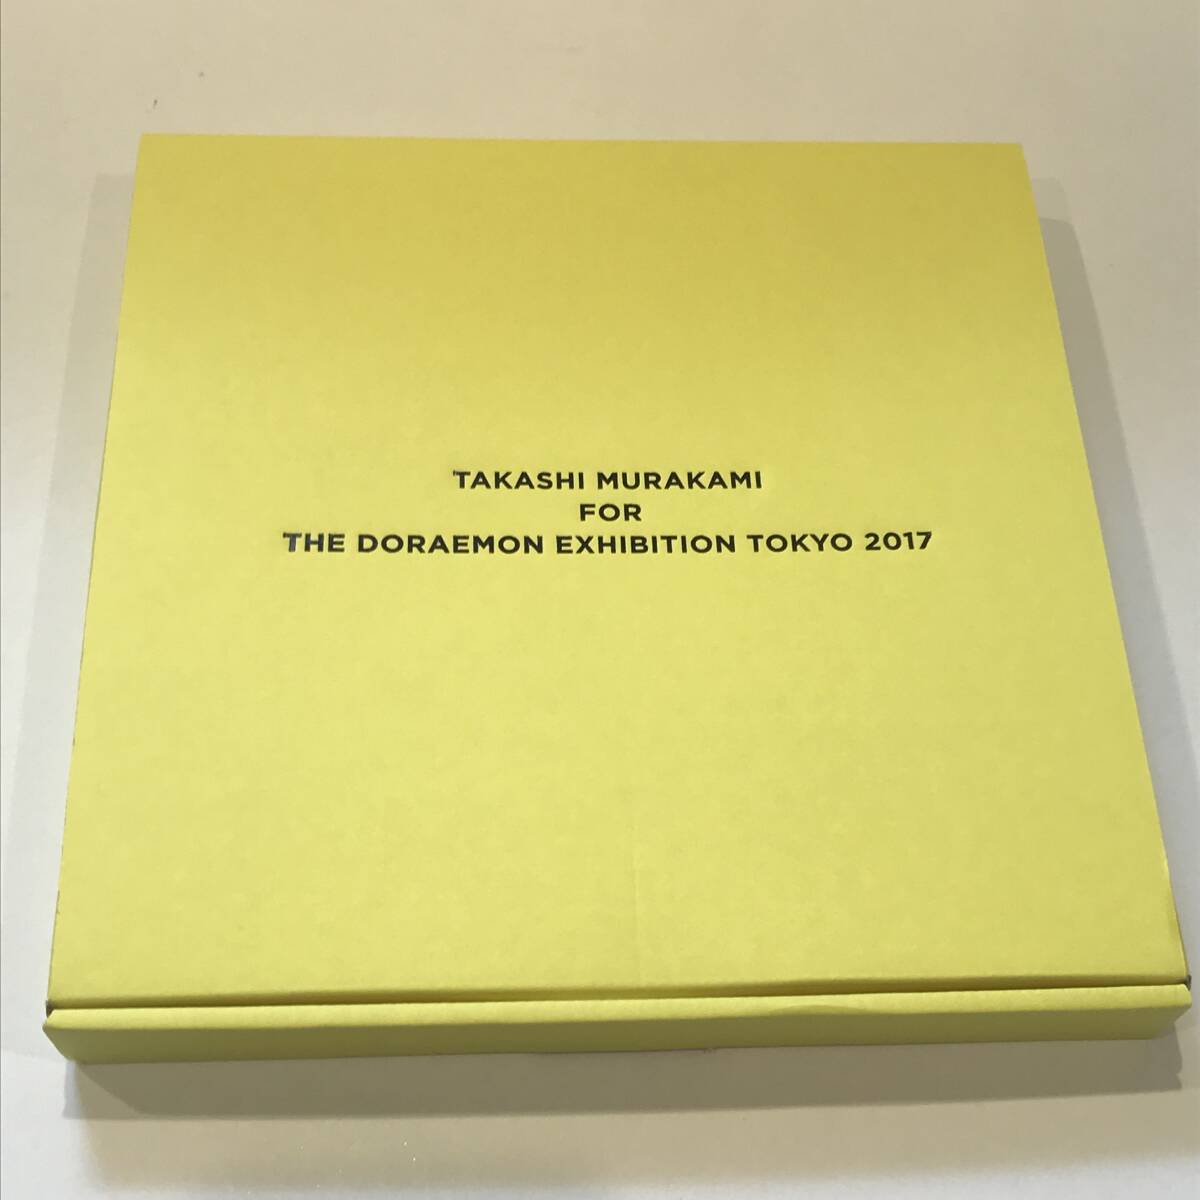 TAKASHI MURAKAMI
FOR
THE DORAEMON EXHIBITION TOKYO 2017